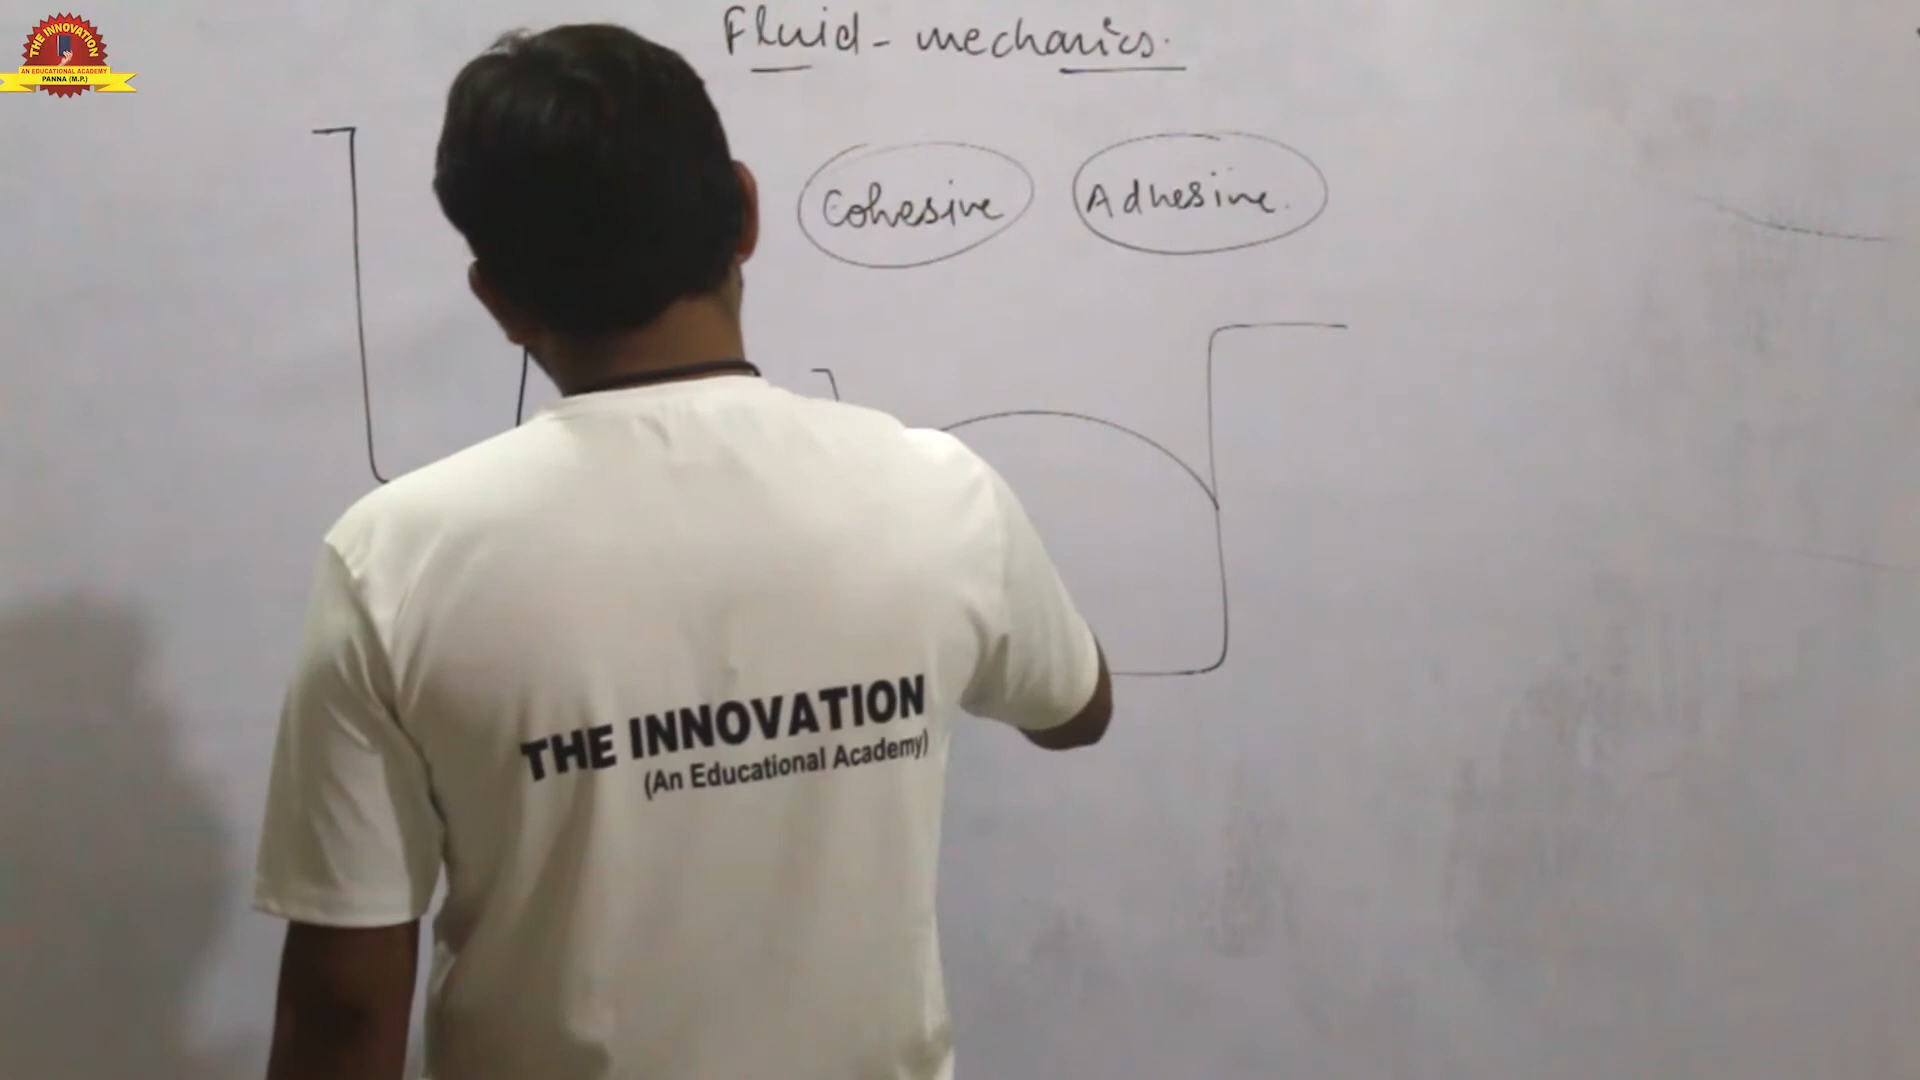 THE INNOVATION
AN EDUCATIONAL ACADEMY
PANNA (M.P.)
Fluid - mechanics.
Cohesive
Adhesive.
THE INNOVATION
(An Educational Academy)